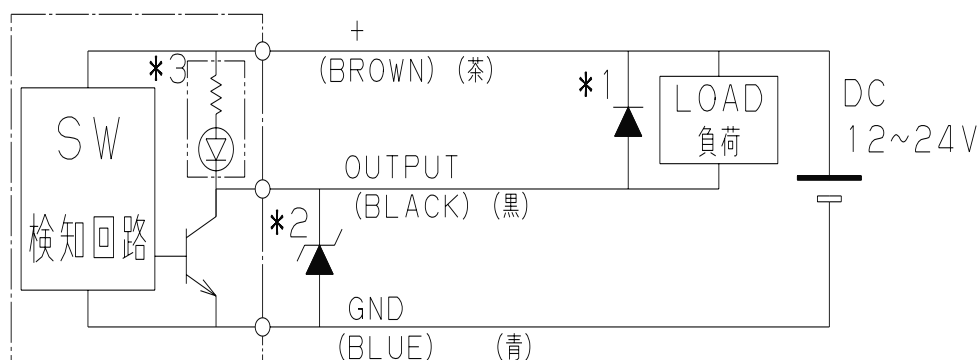 +
(BROWN) (茶)
*3
*1
LOAD
負荷
DC
12~24V
SW
検知回路
OUTPUT
(BLACK) (黒)
*2
GND
(BLUE) (青)